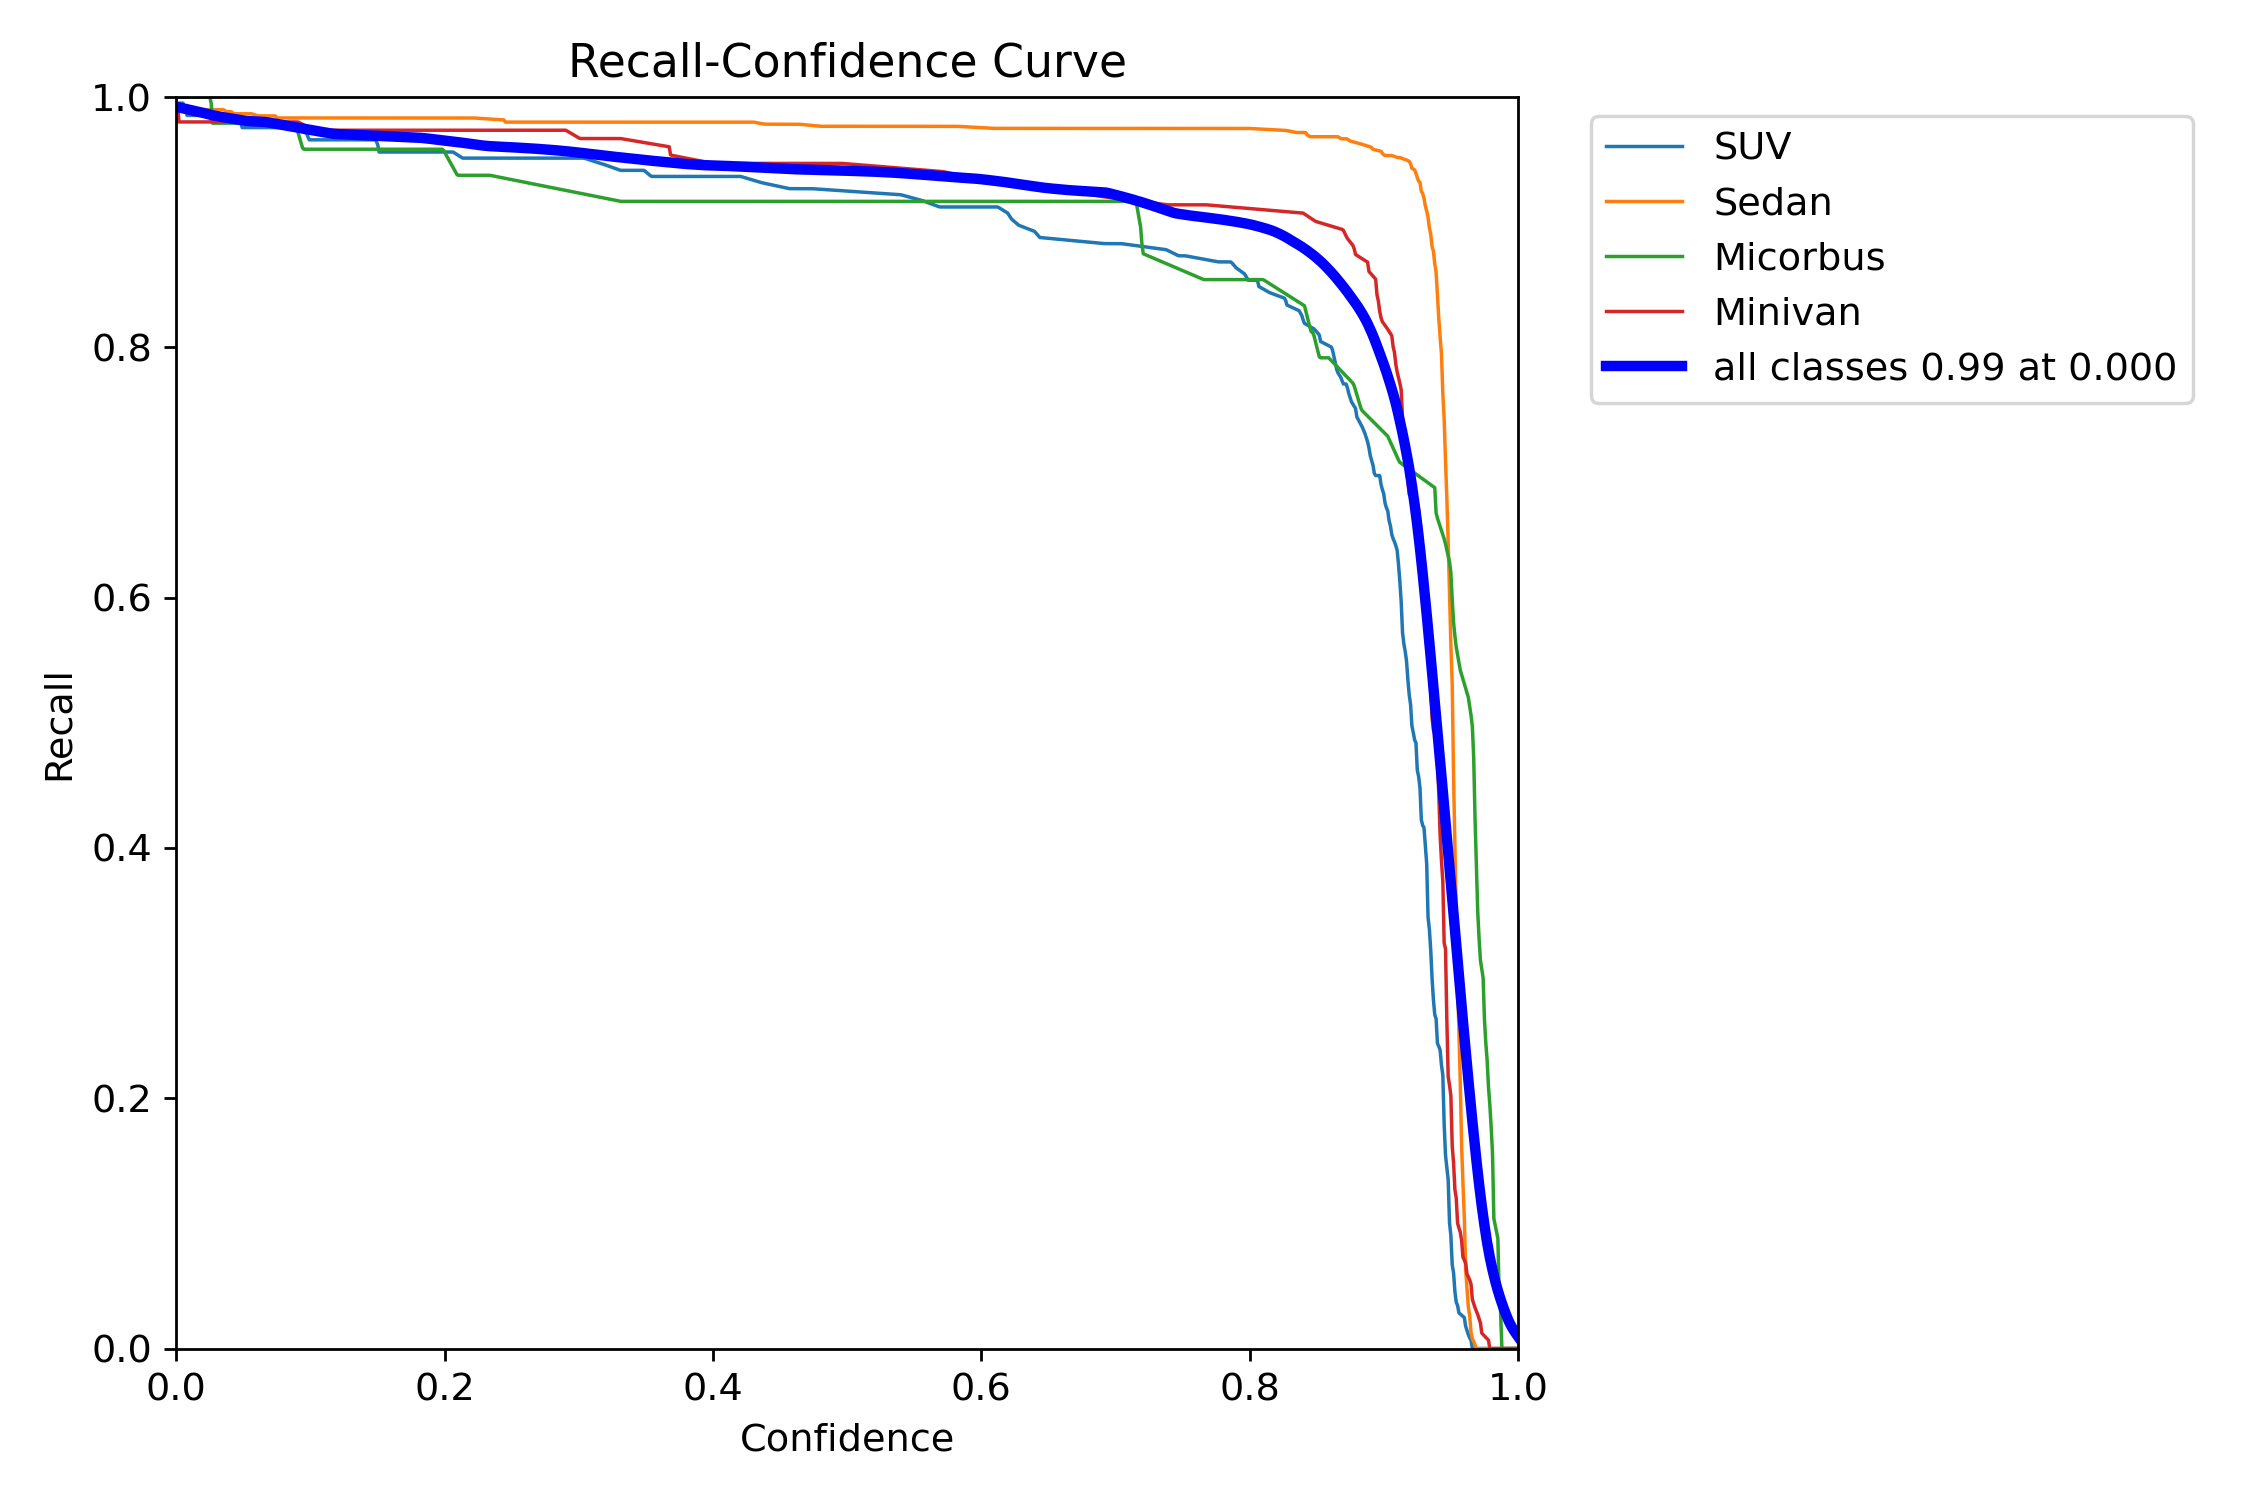 Recall-Confidence Curve
1.0
0.8
0.6
0.4
0.2
0.0
Recall
0.0 0.2 0.4 0.6 0.8 1.0
Confidence
SUV
Sedan
Micorbus
Minivan
all classes 0.99 at 0.000